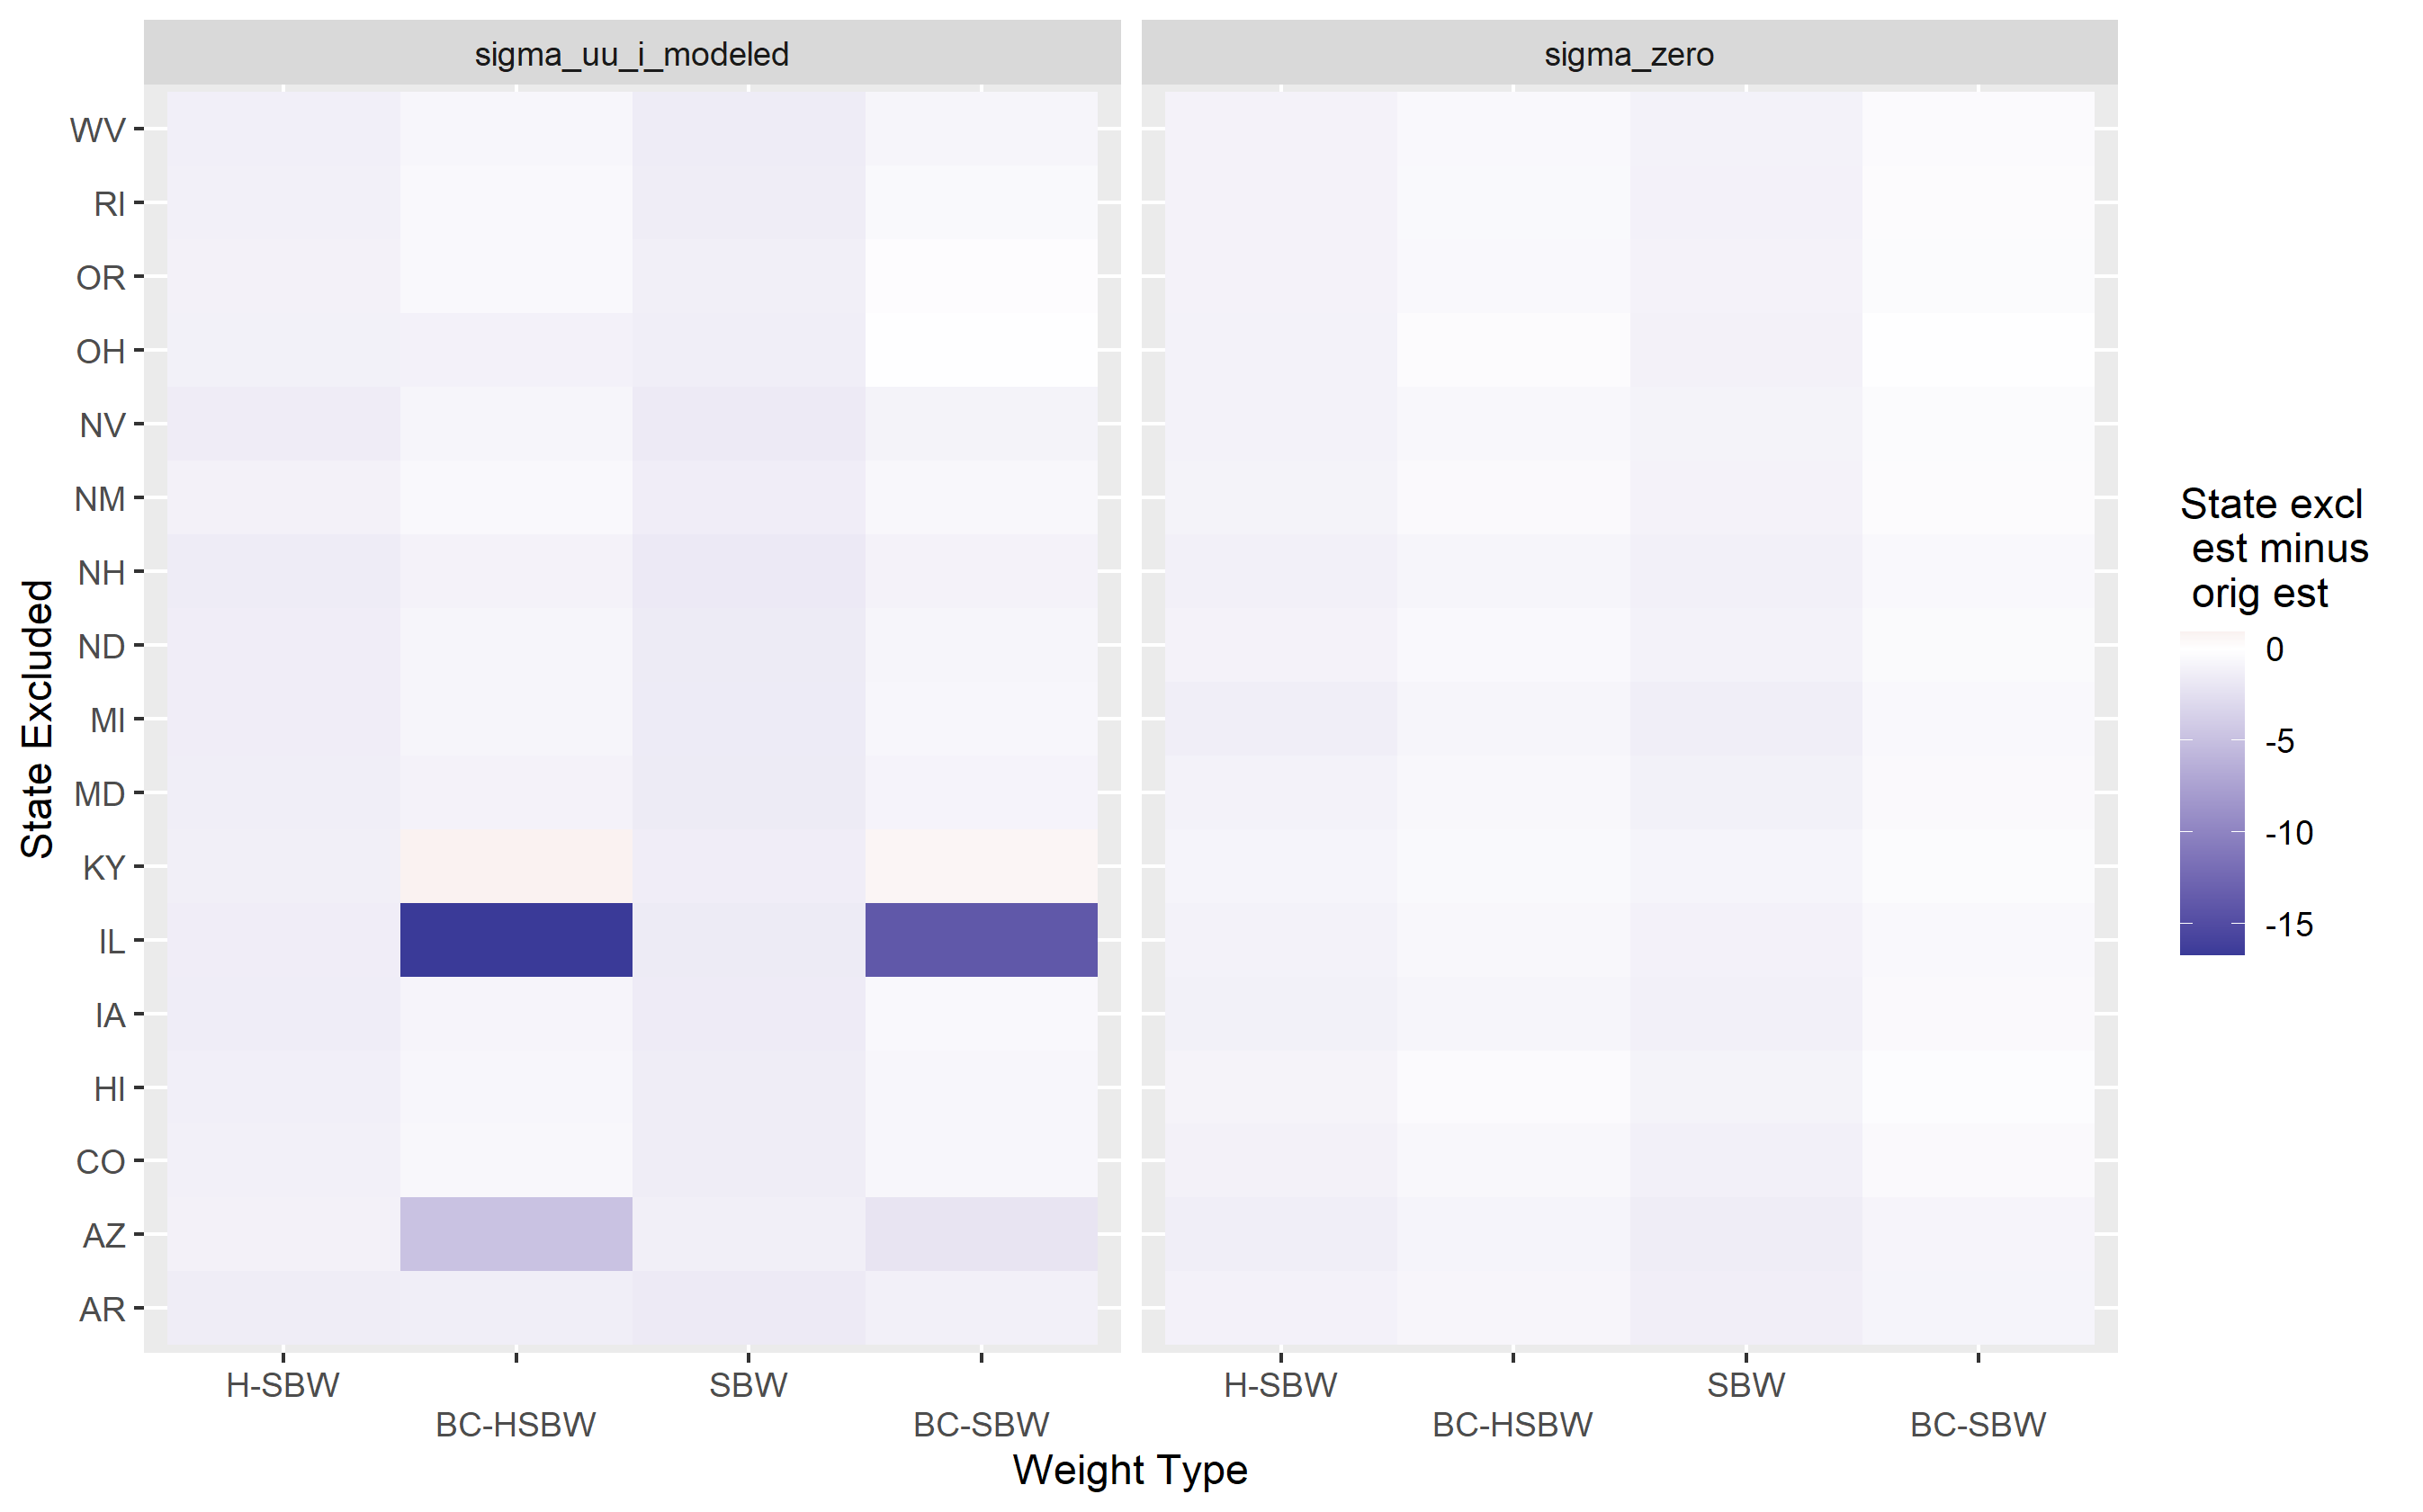 sigma_uu_i_modeled
sigma_zero
State Excluded
WV
RI
OR
OH
NV
NM
NH
ND
MI
MD
KY
IL
IA
HI
CO
AZ
AR
H-SBW
BC-HSBW
SBW
BC-SBW
H-SBW
BC-HSBW
SBW
BC-SBW
Weight Type
State excl
est minus
orig est
0
-5
-10
-15